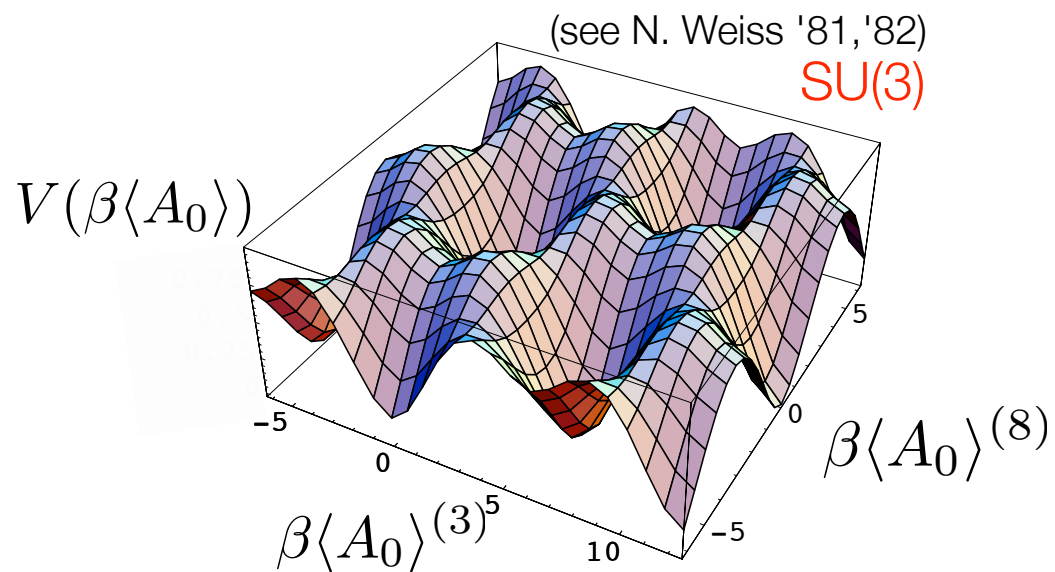 (see N. Weiss '81,'82)
SU(3)
V(β⟨A₀⟩)
-5
0
5
10
β⟨A₀⟩⁽³⁾
-5
0
5
β⟨A₀⟩⁽⁸⁾